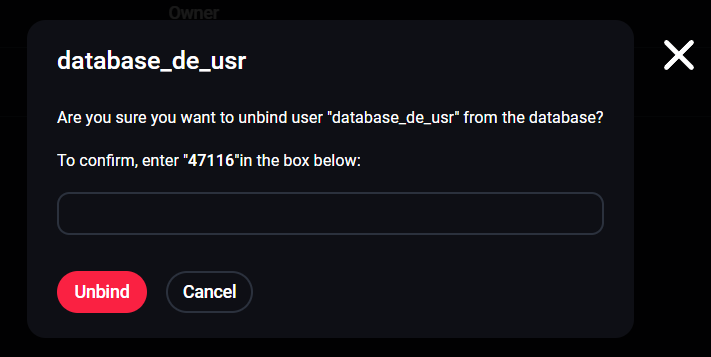 Owner
database_de_usr
Are you sure you want to unbind user "database_de_usr" from the database?
To confirm, enter "47116"in the box below:
Unbind
Cancel